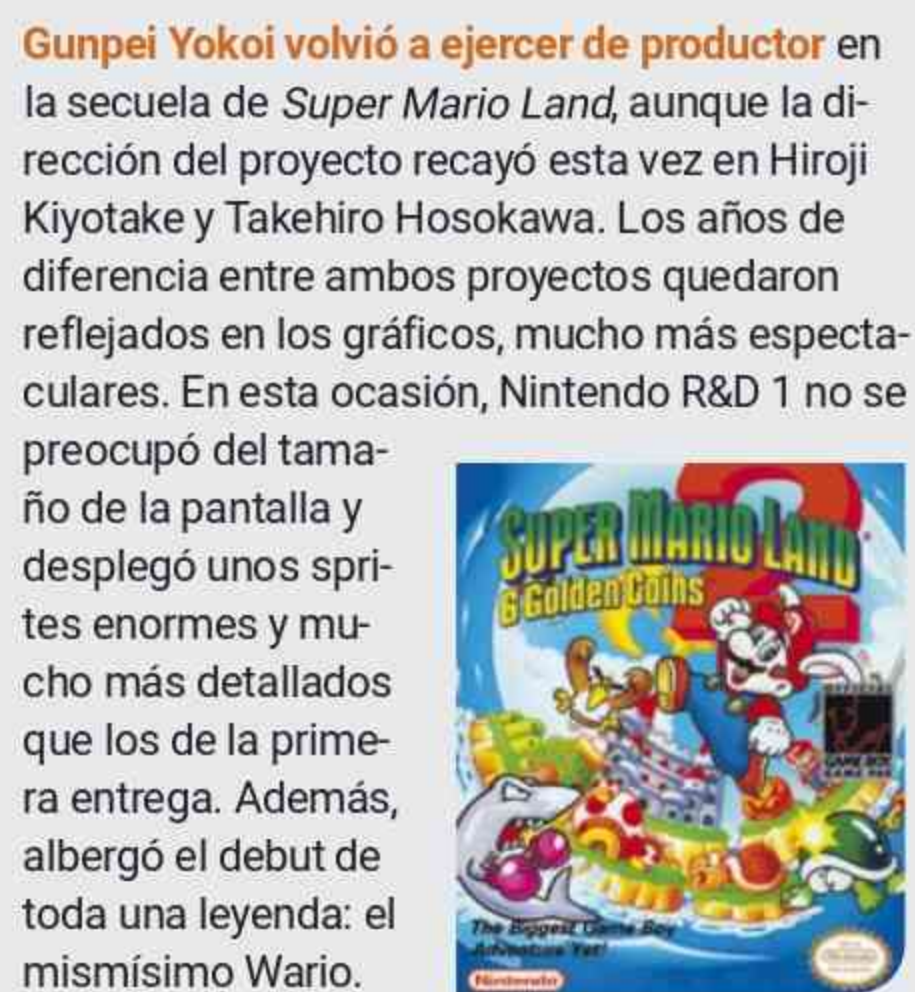 Gunpei Yokoi volvió a ejercer de productor en
la secuela de Super Mario Land, aunque la di-
rección del proyecto recayó esta vez en Hiroji
Kiyotake y Takehiro Hosokawa. Los años de
diferencia entre ambos proyectos quedaron
reflejados en los gráficos, mucho más especta-
culares. En esta ocasión, Nintendo R&D 1 no se
preocupó del tama-
ño de la pantalla y
desplegó unos spri-
tes enormes y mu-
cho más detallados
que los de la prime-
ra entrega. Además,
albergó el debut de
toda una leyenda: el
mismísimo Wario.
2
SUPER MARIO LAND
6 Golden Coins
GAME BOY
The Biggest Game Boy
Adventure Yet!
Nintendo